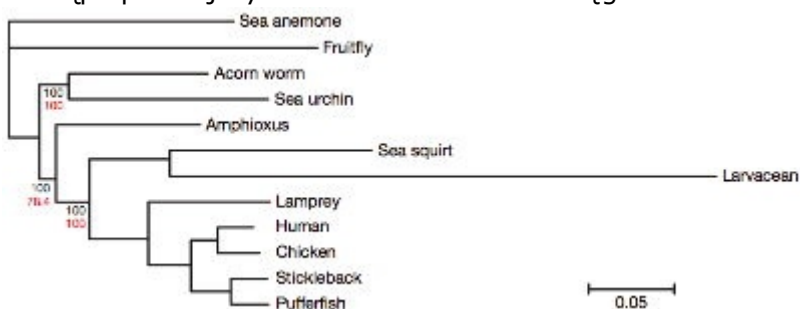 Sea anemone
Fruitfly
Acorn worm
100
100
Sea urchin
Amphioxus
Sea squirt
Larvacean
100
78.4
100
100
Lamprey
Human
Chicken
Stickleback
Pufferfish
0.05